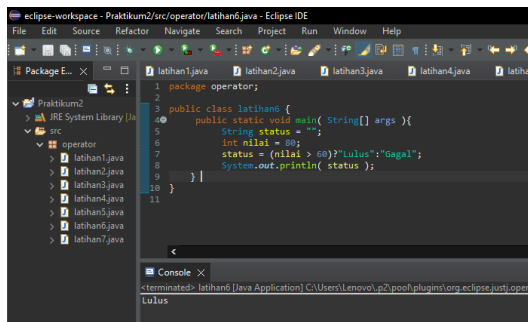 eclipse-workspace - Praktikum2/src/operator/latihan6.java - Eclipse IDE
File Edit Source Refactor Navigate Search Project Run Window Help
Package E...
latihan1.java latihan2.java latihan3.java latihan4.java latiha
Praktikum2
JRE System Library [Ja
src
operator
latihan1.java
latihan2.java
latihan3.java
latihan4.java
latihan5.java
latihan6.java
latihan7.java
1 package operator;
2
3 public class latihan6 {
4 public static void main( String[] args ){
5 String status = "";
6 int nilai = 80;
7 status = (nilai > 60)?"Lulus":"Gagal";
8 System.out.println( status );
9 }
10 }
11
Console
<terminated> latihan6 [Java Application] C:\Users\Lenovo\.p2\pool\plugins\org.eclipse.justj.oper
Lulus